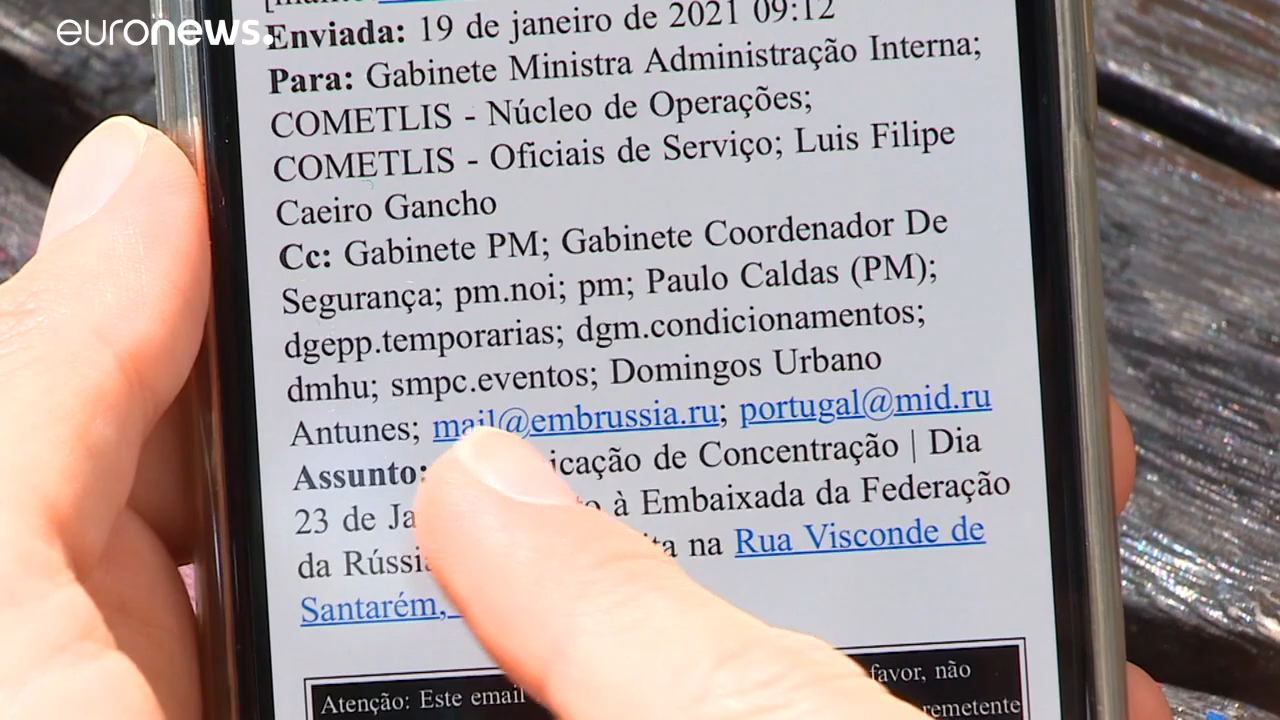 euronews.
Enviada: 19 de janeiro de 2021 09:12
Para: Gabinete Ministra Administração Interna;
COMETLIS - Núcleo de Operações;
COMETLIS - Oficiais de Serviço; Luis Filipe
Caeiro Gancho
Cc: Gabinete PM; Gabinete Coordenador De
Segurança; pm.noi; pm; Paulo Caldas (PM);
dgepp.temporarias; dgm.condicionamentos;
dmhu; smpc.eventos; Domingos Urbano
Antunes; mail@embrussia.ru; portugal@mid.ru
Assunto: icação de Concentração | Dia
23 de Ja à Embaixada da Federação
da Rússia na Rua Visconde de
Santarém,
Atenção: Este email favor, não
remetente